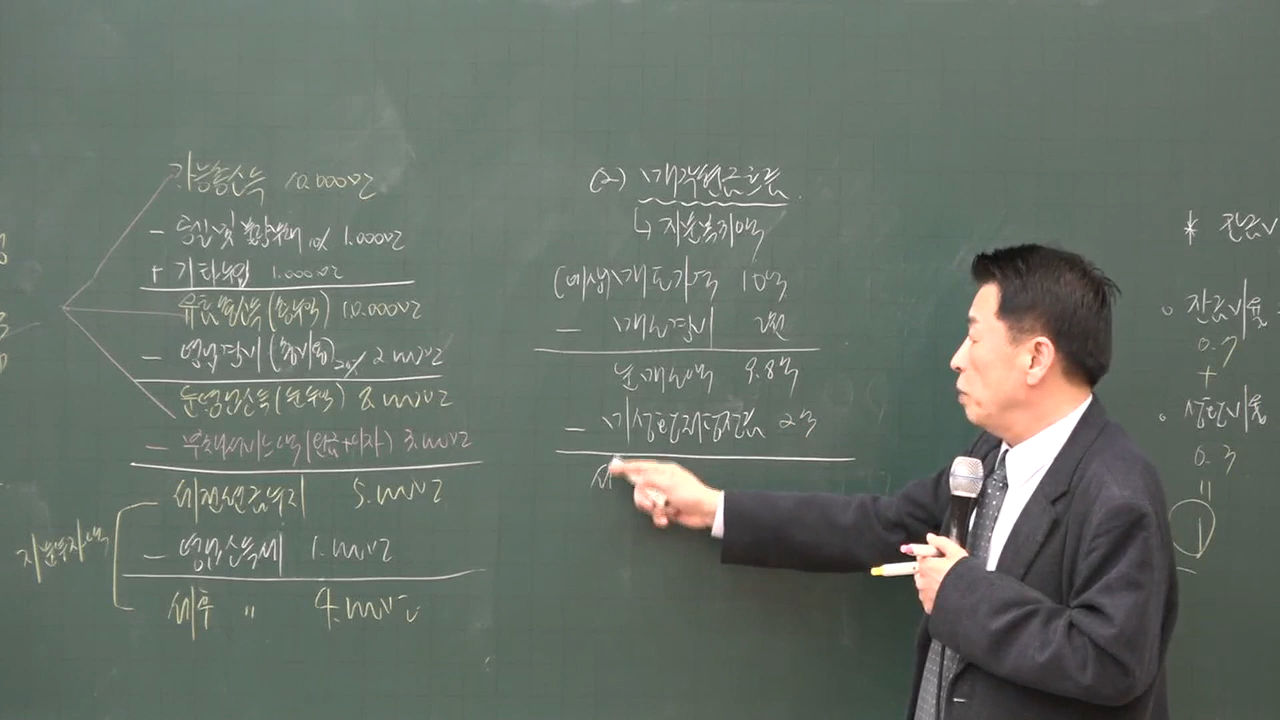 가능총소득 10.000만원
- 공실 및 불량부채 10% 1.000만원
+ 기타수입 1.000만원
유효총소득(총수익) 10.000만원
- 영업경비(총비용) 20% 2.000만원
순영업소득(순수익) 8.000만원
- 부채서비스액(원금+이자) 3.000만원
세전현금수지 5.000만원
- 영업소득세 1.000만원
세후 〃 4.000만원
지분투자액
(2) 매각현금흐름
↳ 지분복귀액
(예상)매도가액 10억
- 매도경비
순매도액 9.8억
- 미상환저당잔금 2억
세
* 잔금비
◦ 잔금비율
0.7
+
◦ 상환비율
0.3
=
1